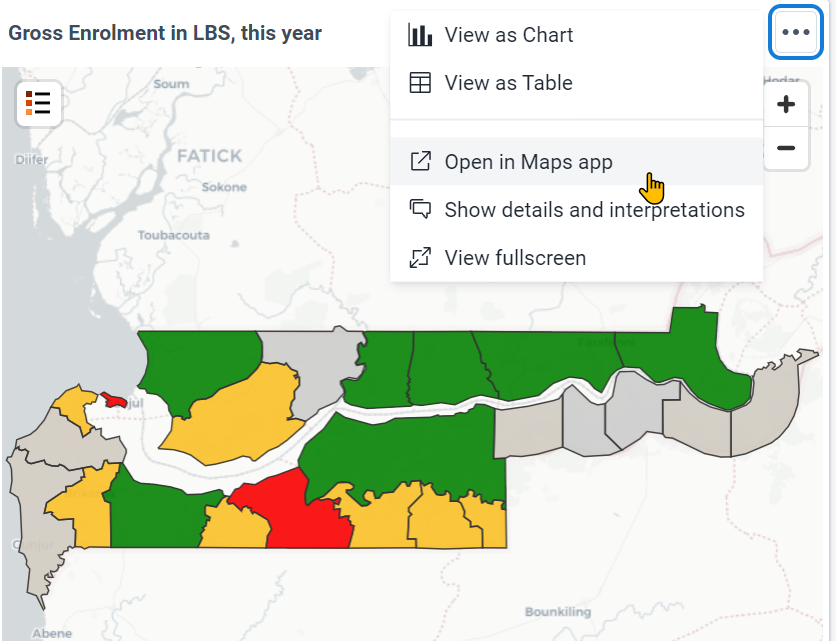 Gross Enrolment in LBS, this year
View as Chart
View as Table
Open in Maps app
Show details and interpretations
View fullscreen
Soum
Diifer
FATICK
Sokone
Toubacouta
Bounkiling
Abene